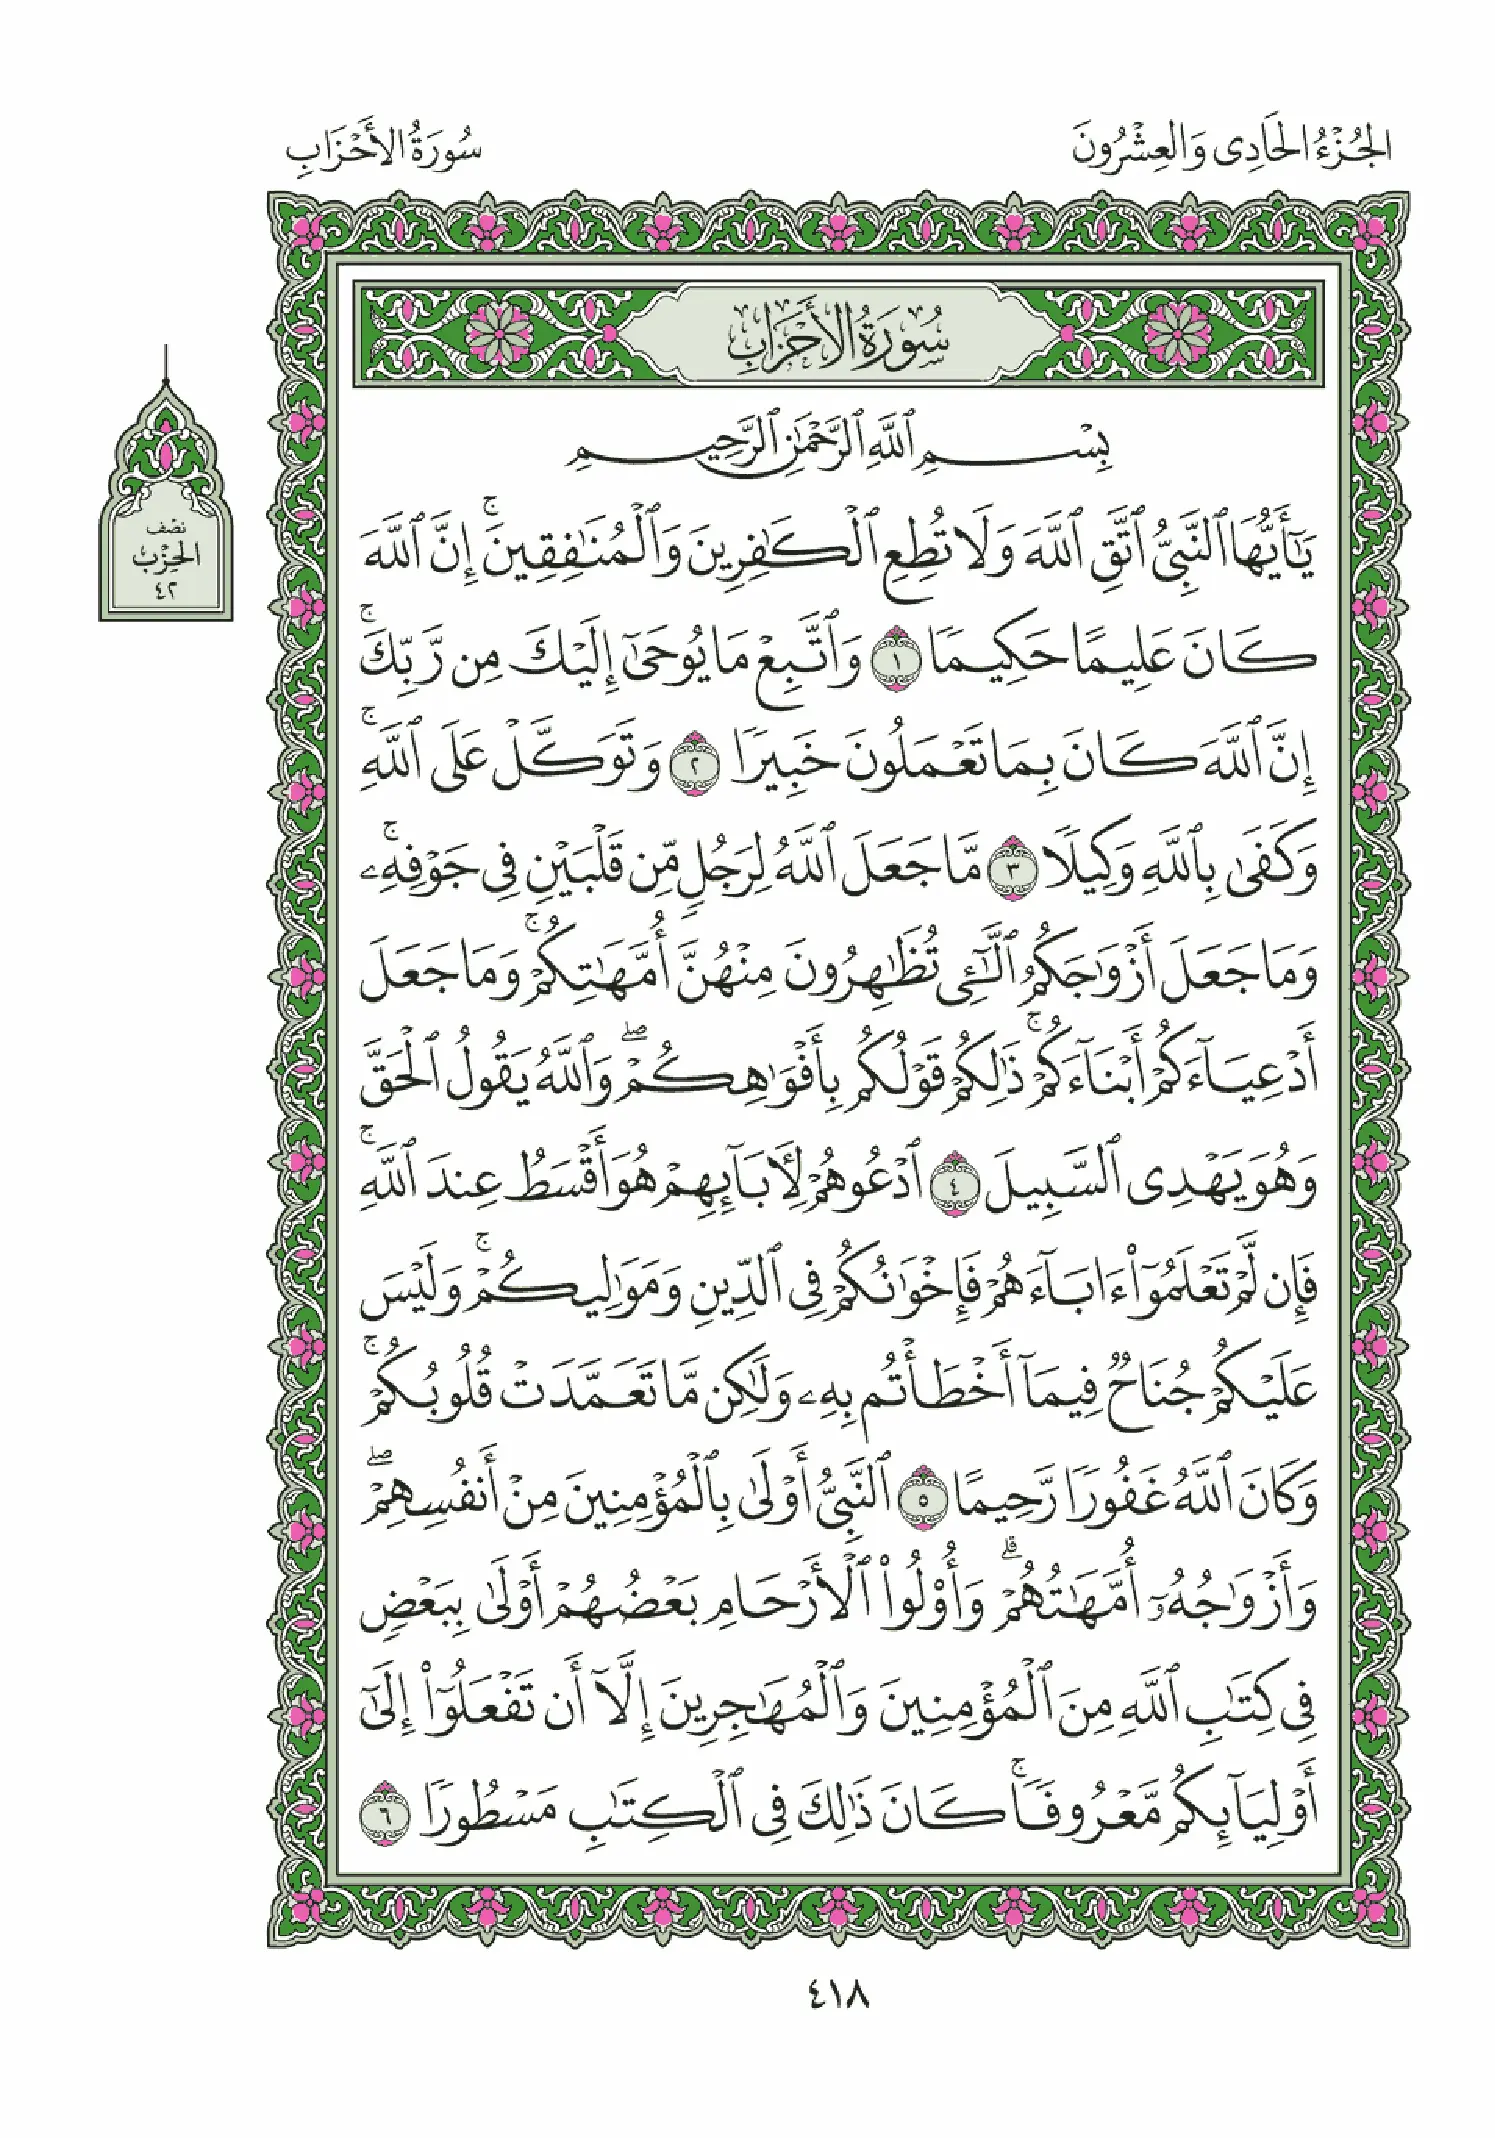 الجُزْءُ الحَادِى وَالعِشْرُونَ
سُورَةُ الأَحْزَابِ
سُورَةُ الأَحْزَابِ
بِسْمِ ٱللَّهِ ٱلرَّحْمَٰنِ ٱلرَّحِيمِ
يَٰٓأَيُّهَا ٱلنَّبِىُّ ٱتَّقِ ٱللَّهَ وَلَا تُطِعِ ٱلْكَٰفِرِينَ وَٱلْمُنَٰفِقِينَۚ إِنَّ ٱللَّهَ
كَانَ عَلِيمًا حَكِيمًا ١ وَٱتَّبِعْ مَا يُوحَىٰٓ إِلَيْكَ مِن رَّبِّكَۚ
إِنَّ ٱللَّهَ كَانَ بِمَا تَعْمَلُونَ خَبِيرًا ٢ وَتَوَكَّلْ عَلَى ٱللَّهِۚ
وَكَفَىٰ بِٱللَّهِ وَكِيلًا ٣ مَّا جَعَلَ ٱللَّهُ لِرَجُلٍ مِّن قَلْبَيْنِ فِى جَوْفِهِۦۚ
وَمَا جَعَلَ أَزْوَٰجَكُمُ ٱلَّٰٓـِٔى تُظَٰهِرُونَ مِنْهُنَّ أُمَّهَٰتِكُمْۚ وَمَا جَعَلَ
أَدْعِيَآءَكُمْ أَبْنَآءَكُمْۚ ذَٰلِكُمْ قَوْلُكُم بِأَفْوَٰهِكُمْۖ وَٱللَّهُ يَقُولُ ٱلْحَقَّ
وَهُوَ يَهْدِى ٱلسَّبِيلَ ٤ ٱدْعُوهُمْ لِـَٔابَآئِهِمْ هُوَ أَقْسَطُ عِندَ ٱللَّهِۚ
فَإِن لَّمْ تَعْلَمُوٓا۟ ءَابَآءَهُمْ فَإِخْوَٰنُكُمْ فِى ٱلدِّينِ وَمَوَٰلِيكُمْۚ وَلَيْسَ
عَلَيْكُمْ جُنَاحٌ فِيمَآ أَخْطَأْتُم بِهِۦ وَلَٰكِن مَّا تَعَمَّدَتْ قُلُوبُكُمْۚ
وَكَانَ ٱللَّهُ غَفُورًا رَّحِيمًا ٥ ٱلنَّبِىُّ أَوْلَىٰ بِٱلْمُؤْمِنِينَ مِنْ أَنفُسِهِمْۖ
وَأَزْوَٰجُهُۥٓ أُمَّهَٰتُهُمْۗ وَأُو۟لُوا۟ ٱلْأَرْحَامِ بَعْضُهُمْ أَوْلَىٰ بِبَعْضٍ
فِى كِتَٰبِ ٱللَّهِ مِنَ ٱلْمُؤْمِنِينَ وَٱلْمُهَٰجِرِينَ إِلَّآ أَن تَفْعَلُوٓا۟ إِلَىٰٓ
أَوْلِيَآئِكُم مَّعْرُوفًاۚ كَانَ ذَٰلِكَ فِى ٱلْكِتَٰبِ مَسْطُورًا ٦
نصْف
الحِزْب
٤٢
٤١٨